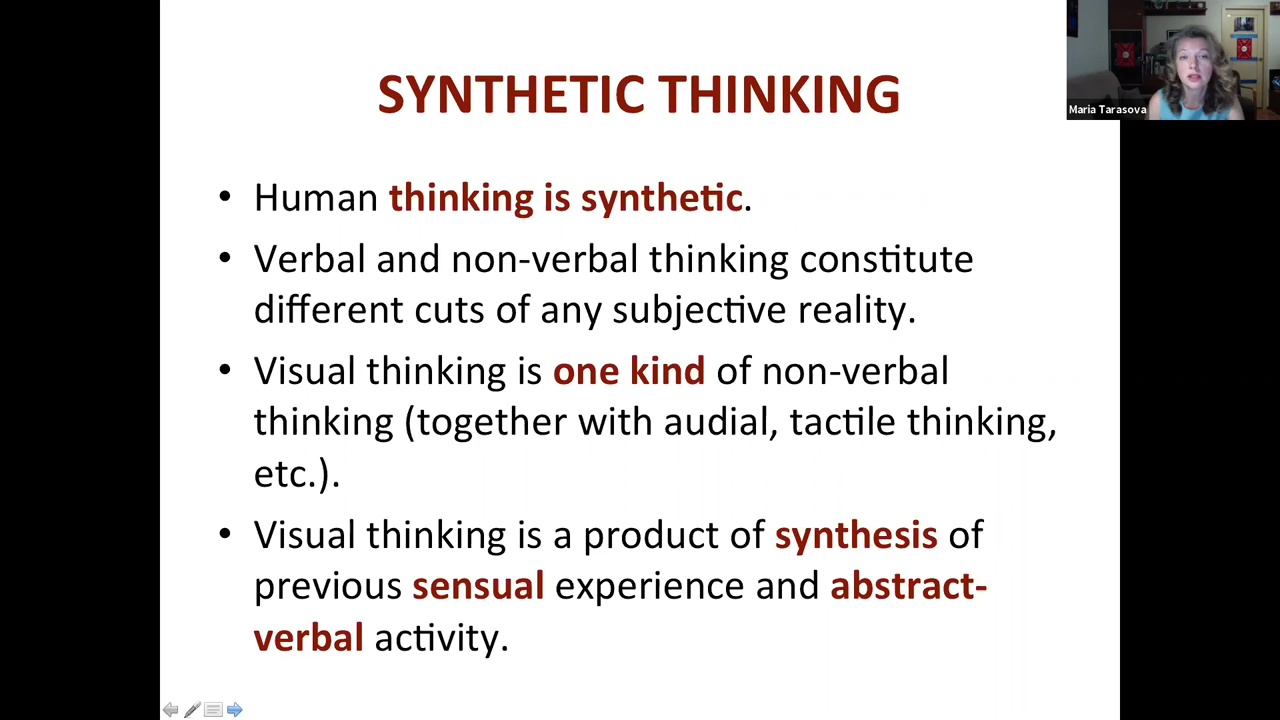 SYNTHETIC THINKING
Maria Tarasova
• Human thinking is synthetic.
• Verbal and non-verbal thinking constitute
different cuts of any subjective reality.
• Visual thinking is one kind of non-verbal
thinking (together with audial, tactile thinking,
etc.).
• Visual thinking is a product of synthesis of
previous sensual experience and abstract-
verbal activity.